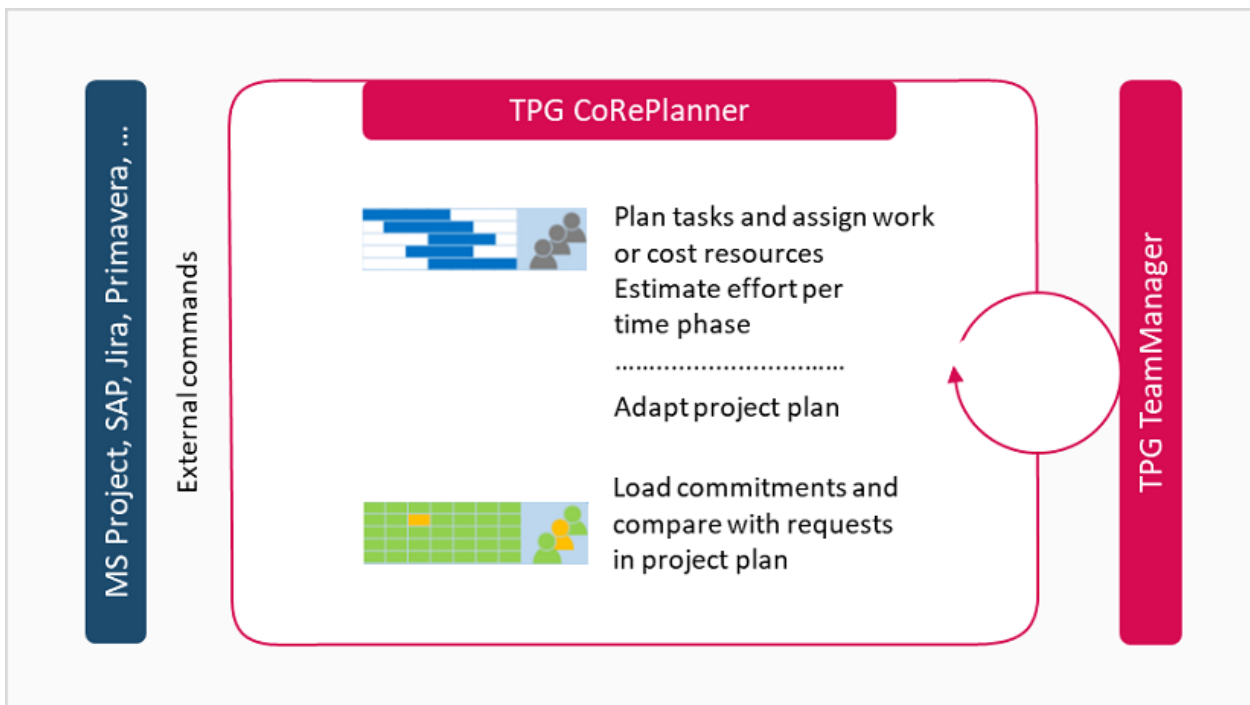 MS Project, SAP, Jira, Primavera, ...
External commands
TPG CoRePlanner
Plan tasks and assign work
or cost resources
Estimate effort per
time phase
...................................
Adapt project plan
Load commitments and
compare with requests
in project plan
TPG TeamManager